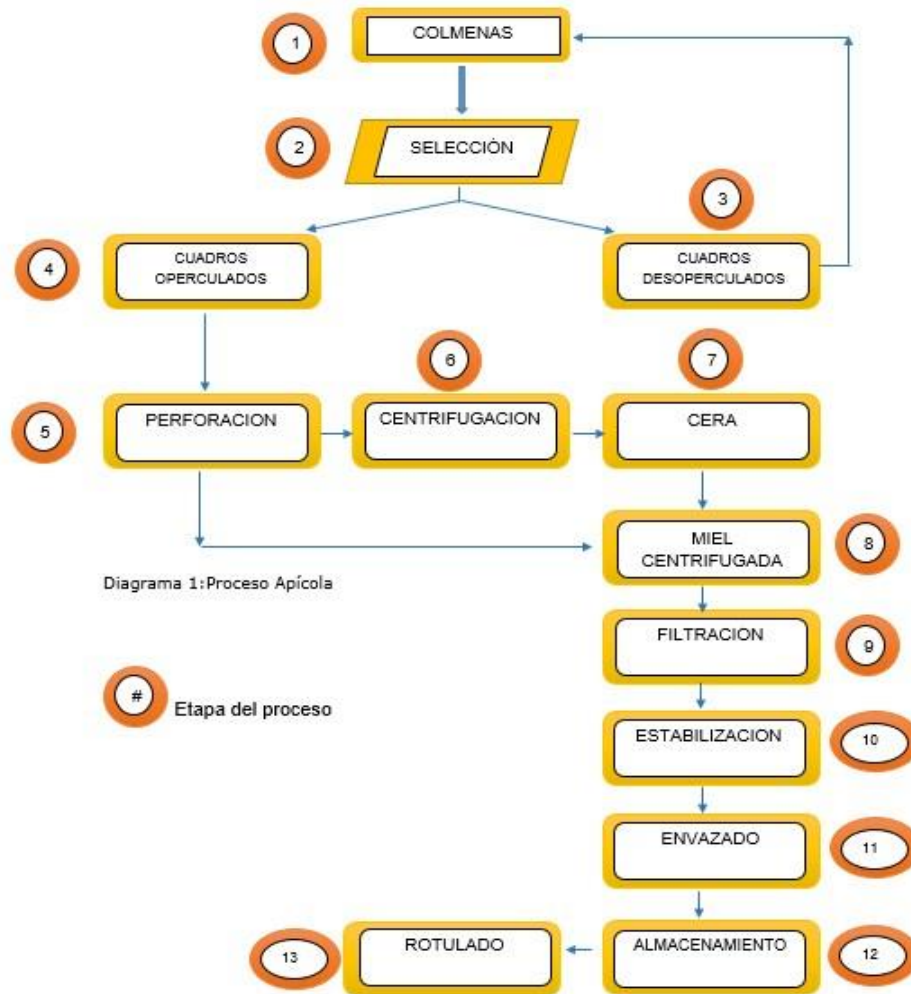 1
COLMENAS
2
SELECCIÓN
3
4
CUADROS
OPERCULADOS
CUADROS
DESOPERCULADOS
6
7
5
PERFORACION
CENTRIFUGACION
CERA
MIEL
CENTRIFUGADA
8
Diagrama 1:Proceso Apícola
FILTRACION
9
#
Etapa del proceso
ESTABILIZACION
10
ENVAZADO
11
13
ROTULADO
ALMACENAMIENTO
12